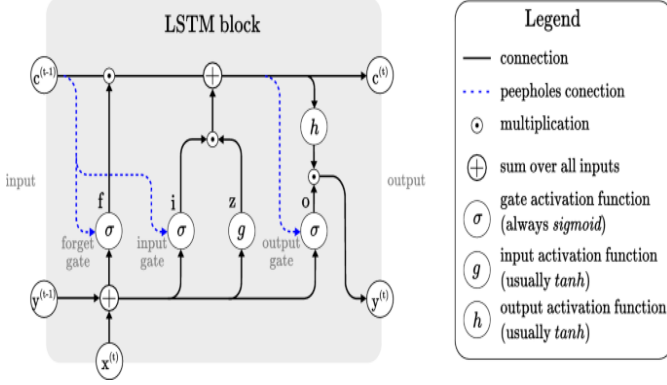 LSTM block
c(t-1)
c(t)
h
input
output
f
i
z
o
σ
σ
g
σ
forget
gate
input
gate
output
gate
y(t-1)
y(t)
x(t)
Legend
connection
peepholes conection
multiplication
sum over all inputs
σ
gate activation function
(always sigmoid)
g
input activation function
(usually tanh)
h
output activation function
(usually tanh)